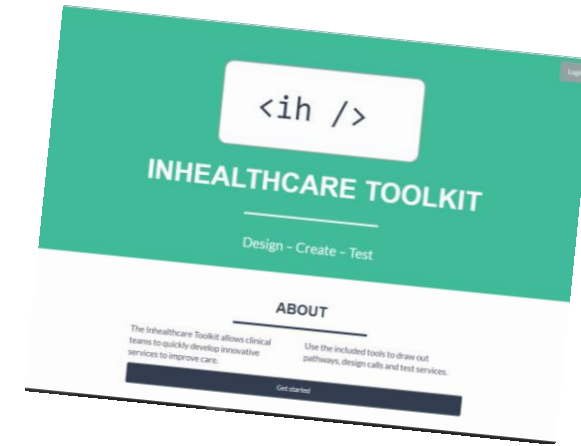 Login
<ih />
INHEALTHCARE TOOLKIT
Design – Create – Test
ABOUT
The Inhealthcare Toolkit allows clinical
teams to quickly develop innovative
services to improve care.
Use the included tools to draw out
pathways, design calls and test services.
Get started